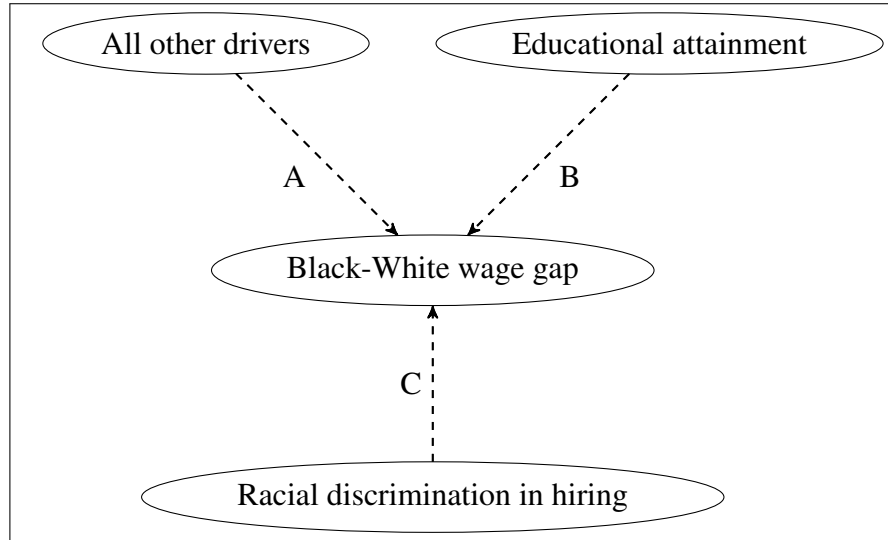 All other drivers
Educational attainment
A
B
Black-White wage gap
C
Racial discrimination in hiring